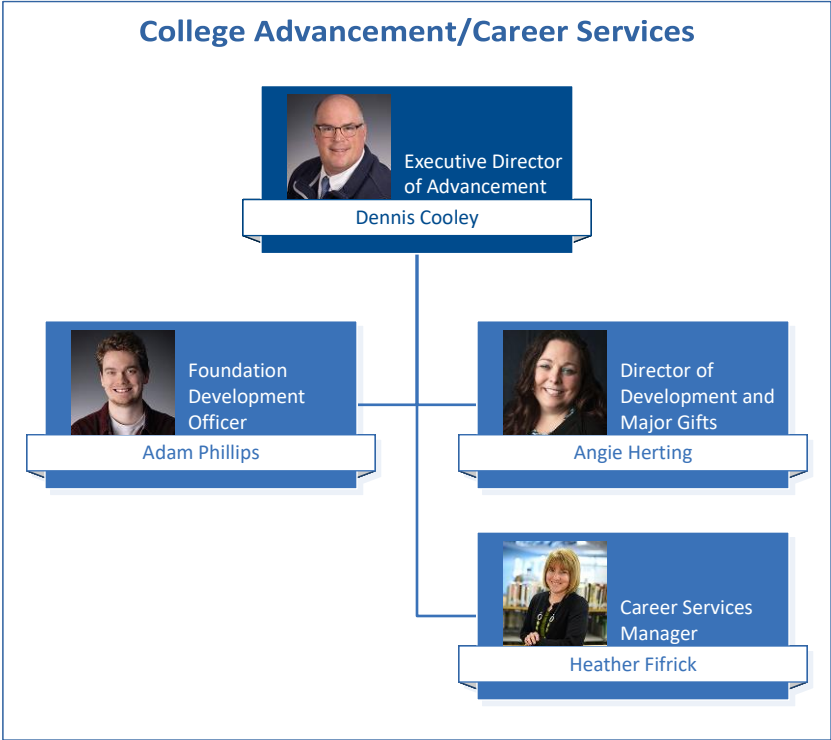 College Advancement/Career Services
Executive Director
of Advancement
Dennis Cooley
Foundation
Development
Officer
Adam Phillips
Director of
Development and
Major Gifts
Angie Herting
Career Services
Manager
Heather Fifrick